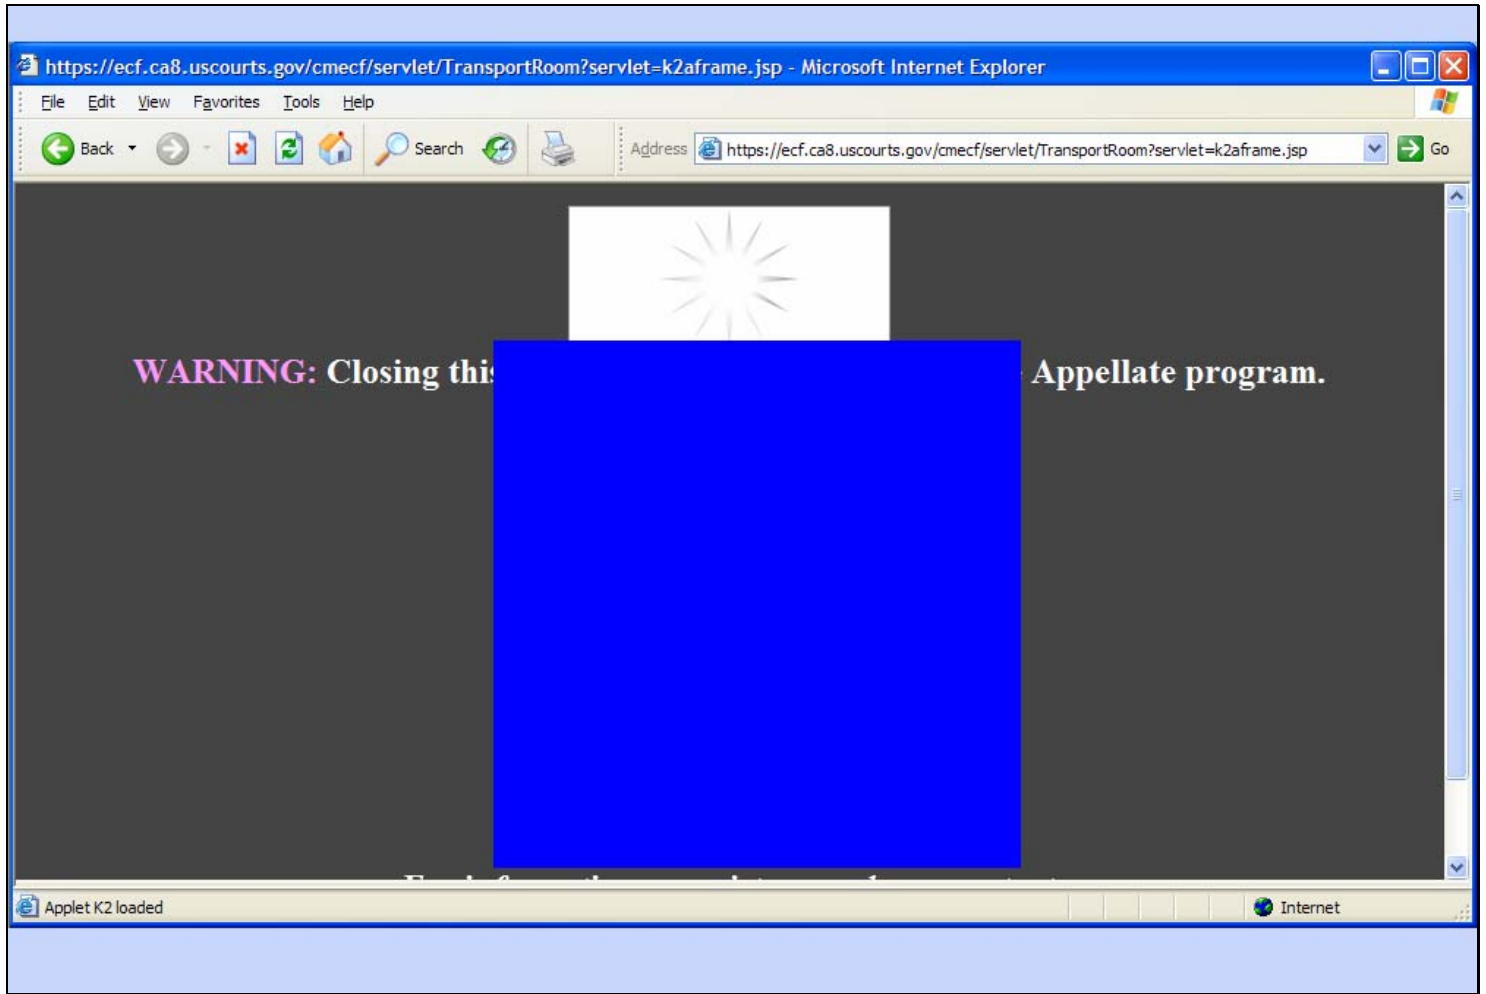 https://ecf.ca8.uscourts.gov/cmecf/servlet/TransportRoom?servlet=k2aframe.jsp - Microsoft Internet Explorer
File Edit View Favorites Tools Help
Back Search Address https://ecf.ca8.uscourts.gov/cmecf/servlet/TransportRoom?servlet=k2aframe.jsp Go
WARNING: Closing this Appellate program.
Applet K2 loaded Internet